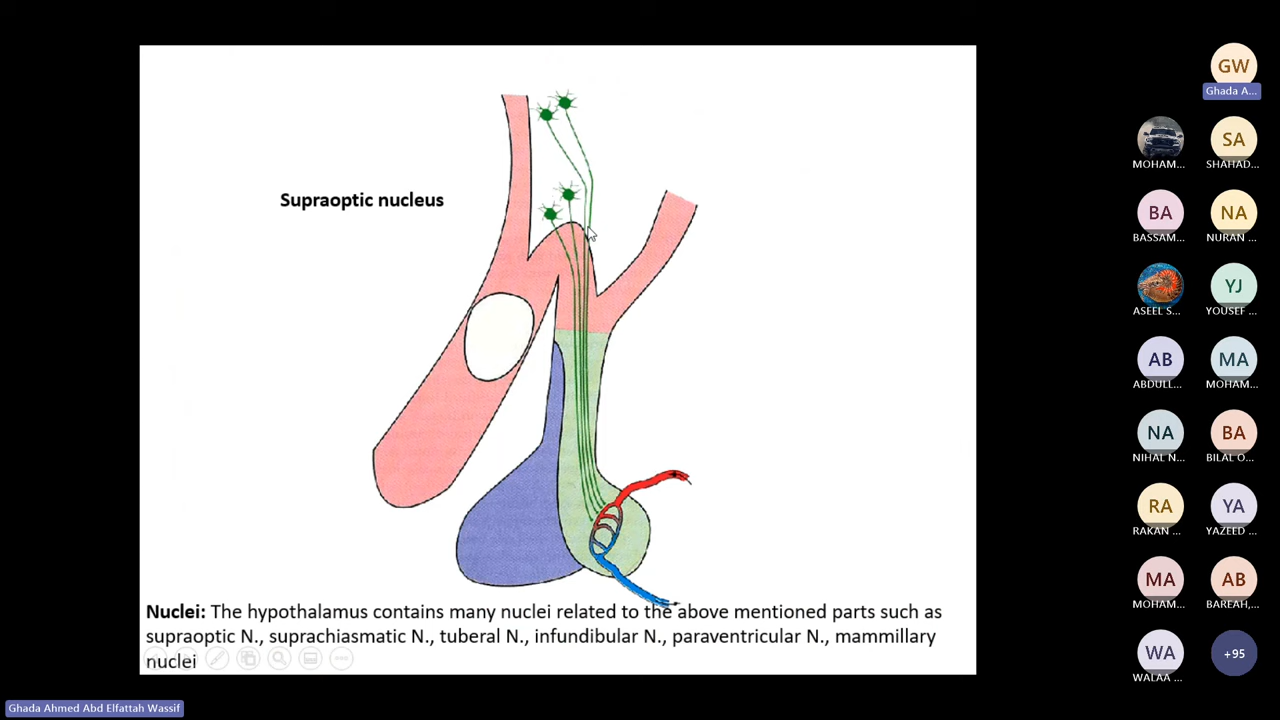 Supraoptic nucleus
Nuclei: The hypothalamus contains many nuclei related to the above mentioned parts such as
supraoptic N., suprachiasmatic N., tuberal N., infundibular N., paraventricular N., mammillary
nuclei
Ghada Ahmed Abd Elfattah Wassif
GW
Ghada A...
MOHAM...
SA
SHAHAD...
BA
BASSAM...
NA
NURAN ...
ASEEL S...
YJ
YOUSEF ...
AB
ABDULL...
MA
MOHAM...
NA
NIHAL N...
BA
BILAL O...
RA
RAKAN ...
YA
YAZEED ...
MA
MOHAM...
AB
BAREAH,...
WA
WALAA ...
+95